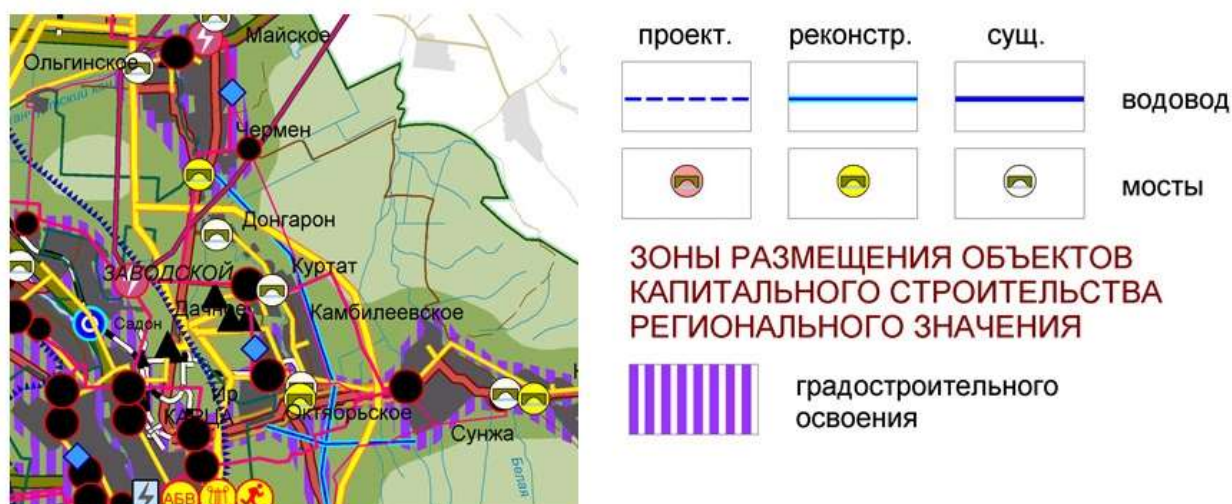 Майское
Ольгинское
Чермен
Донгарон
ЗАВОДСКОЙ
Куртат
Дачное
Камбилеевское
Садон
КАРЦА
Октябрьское
Сунжа
Белая
АБВ
проект. реконстр. сущ.
водовод
мосты
ЗОНЫ РАЗМЕЩЕНИЯ ОБЪЕКТОВ
КАПИТАЛЬНОГО СТРОИТЕЛЬСТВА
РЕГИОНАЛЬНОГО ЗНАЧЕНИЯ
градостроительного
освоения